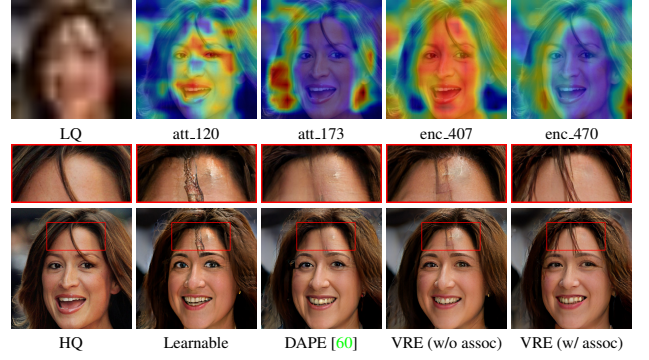 LQ att_120 att_173 enc_407 enc_470
HQ Learnable DAPE [60] VRE (w/o assoc) VRE (w/ assoc)